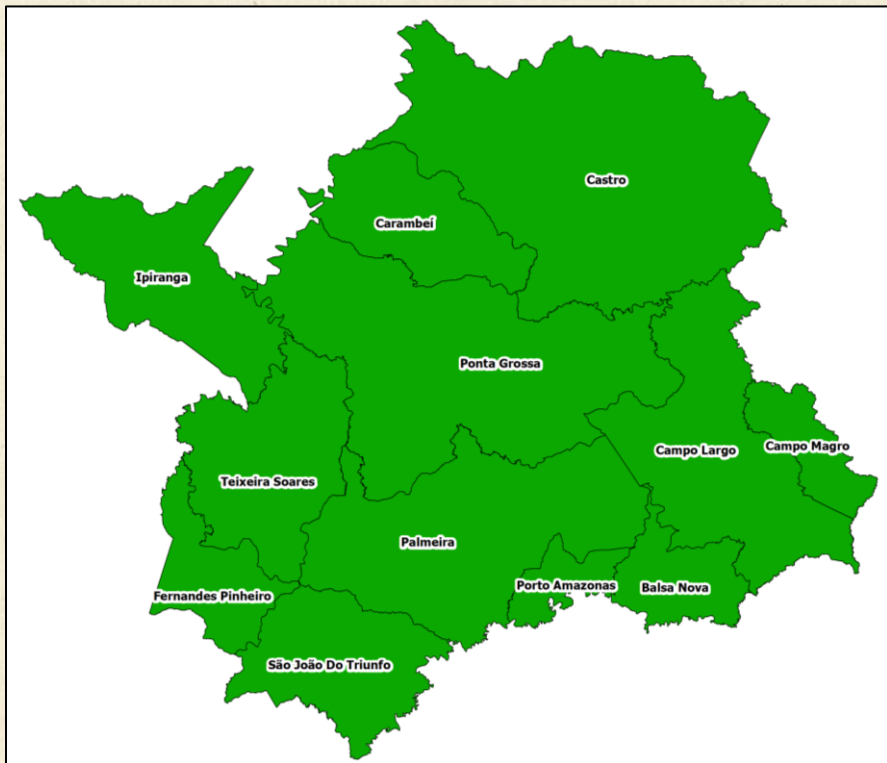 Castro
Carambeí
Ipiranga
Ponta Grossa
Campo Largo
Campo Magro
Teixeira Soares
Palmeira
Porto Amazonas
Balsa Nova
Fernandes Pinheiro
São João Do Triunfo